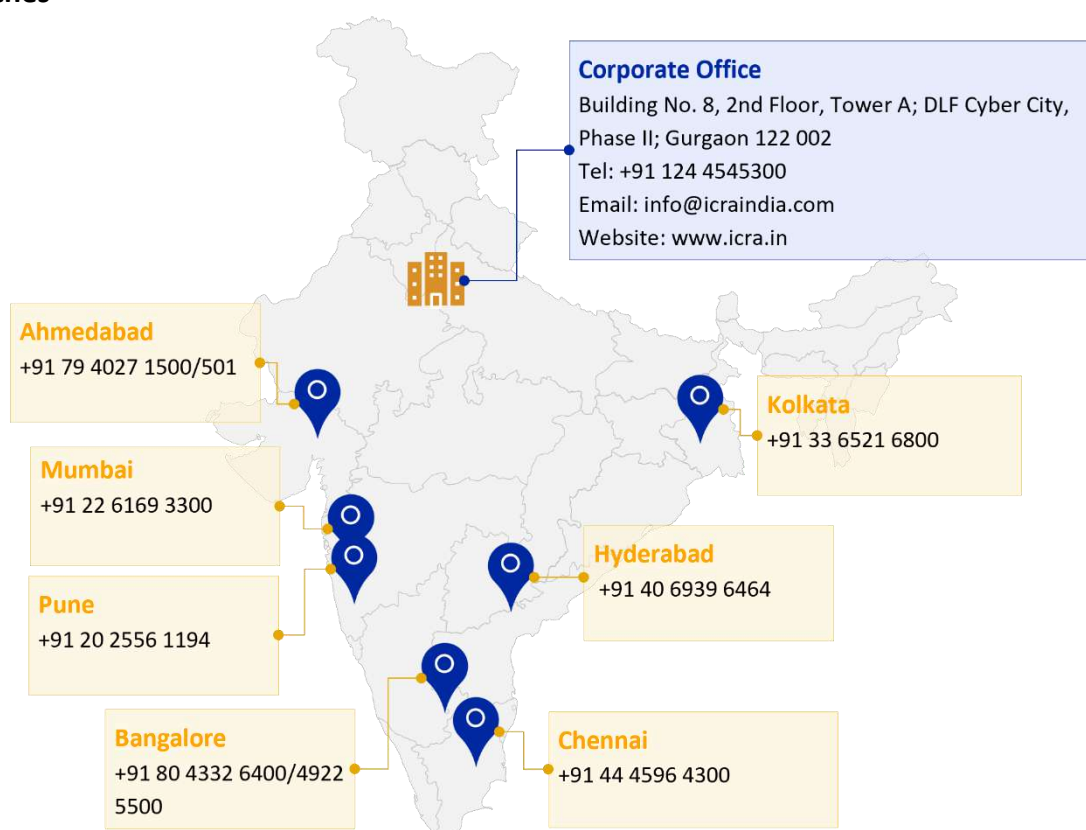 Corporate Office
Building No. 8, 2nd Floor, Tower A; DLF Cyber City,
Phase II; Gurgaon 122 002
Tel: +91 124 4545300
Email: info@icraindia.com
Website: www.icra.in
Ahmedabad
+91 79 4027 1500/501
Kolkata
+91 33 6521 6800
Mumbai
+91 22 6169 3300
Hyderabad
+91 40 6939 6464
Pune
+91 20 2556 1194
Bangalore
+91 80 4332 6400/4922
5500
Chennai
+91 44 4596 4300